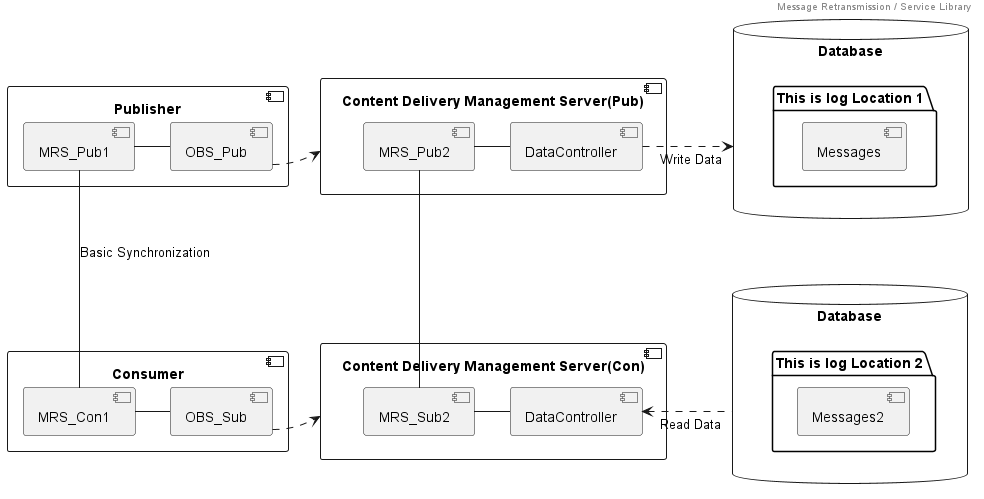 Message Retransmission / Service Library
Database
This is log Location 1
Messages
Publisher
MRS_Pub1
OBS_Pub
Content Delivery Management Server(Pub)
MRS_Pub2
DataController
Write Data
Basic Synchronization
Consumer
MRS_Con1
OBS_Sub
Content Delivery Management Server(Con)
MRS_Sub2
DataController
Read Data
Database
This is log Location 2
Messages2